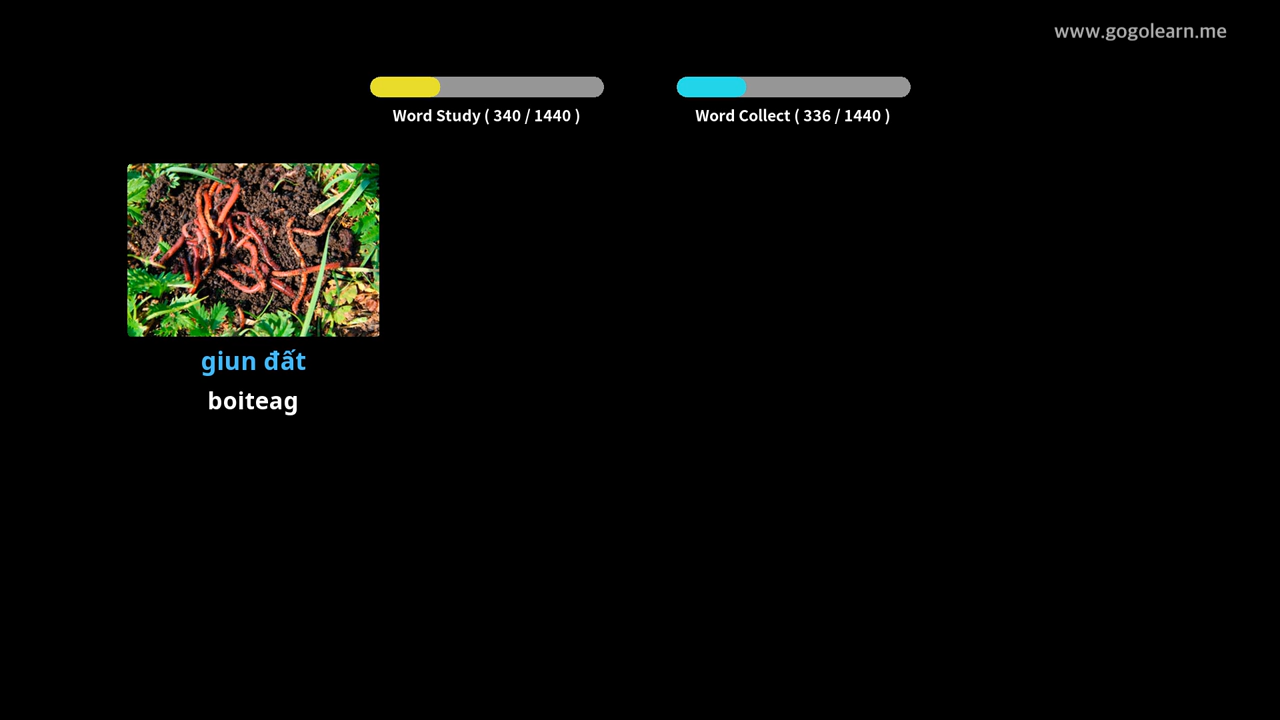 www.gogolearn.me
Word Study ( 340 / 1440 )
Word Collect ( 336 / 1440 )
giun đất
boiteag